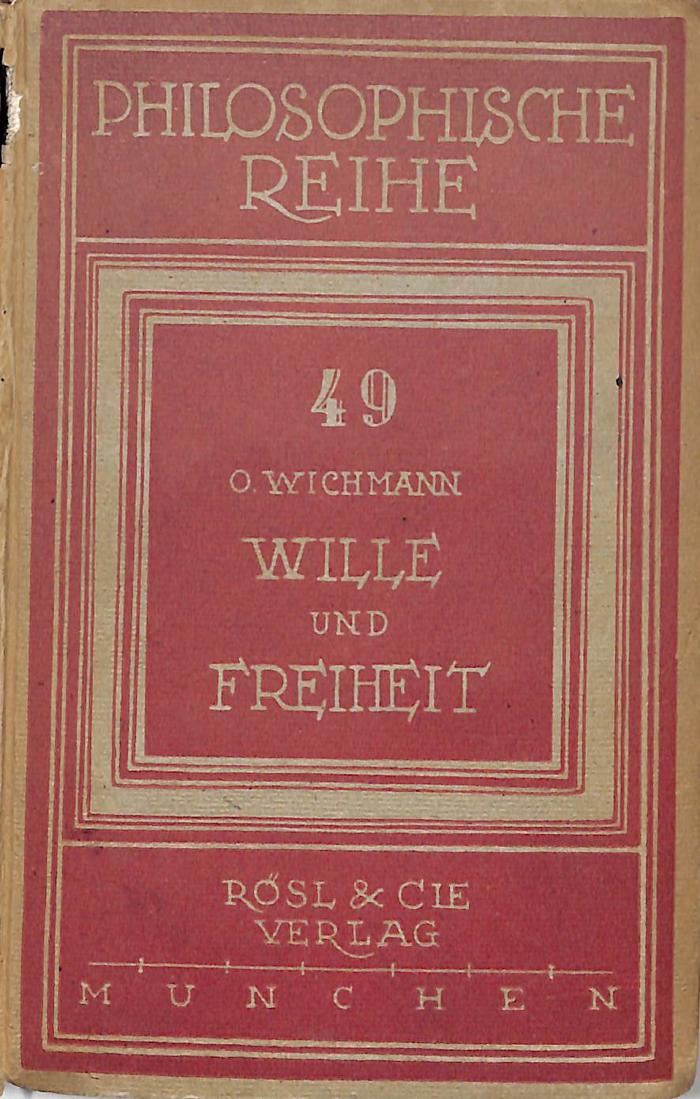 PHILOSOPHISCHE
REIHE
49
O. WICHMANN
WILLE
UND
FREIHEIT
RÖSL & CIE
VERLAG
MUNCHEN